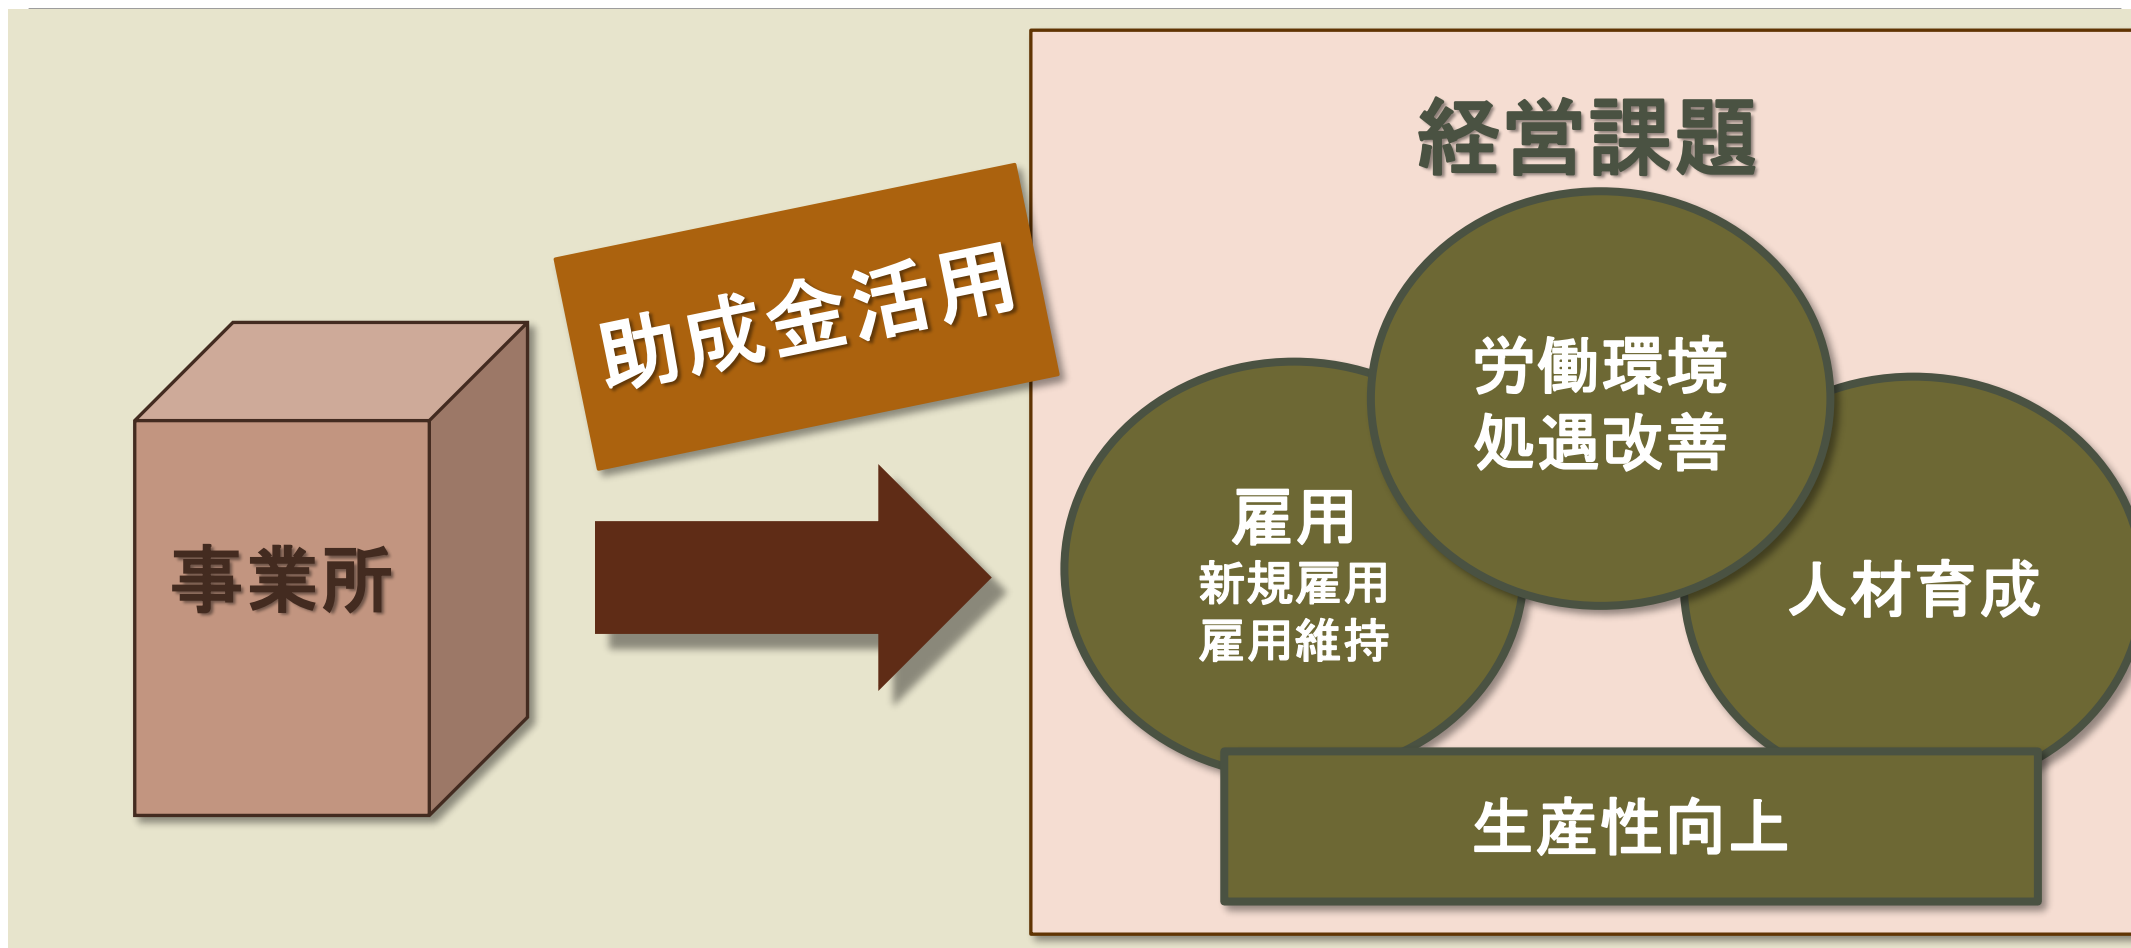 経営課題
助成金活用
事業所
労働環境
処遇改善
雇用
新規雇用
雇用維持
人材育成
生産性向上